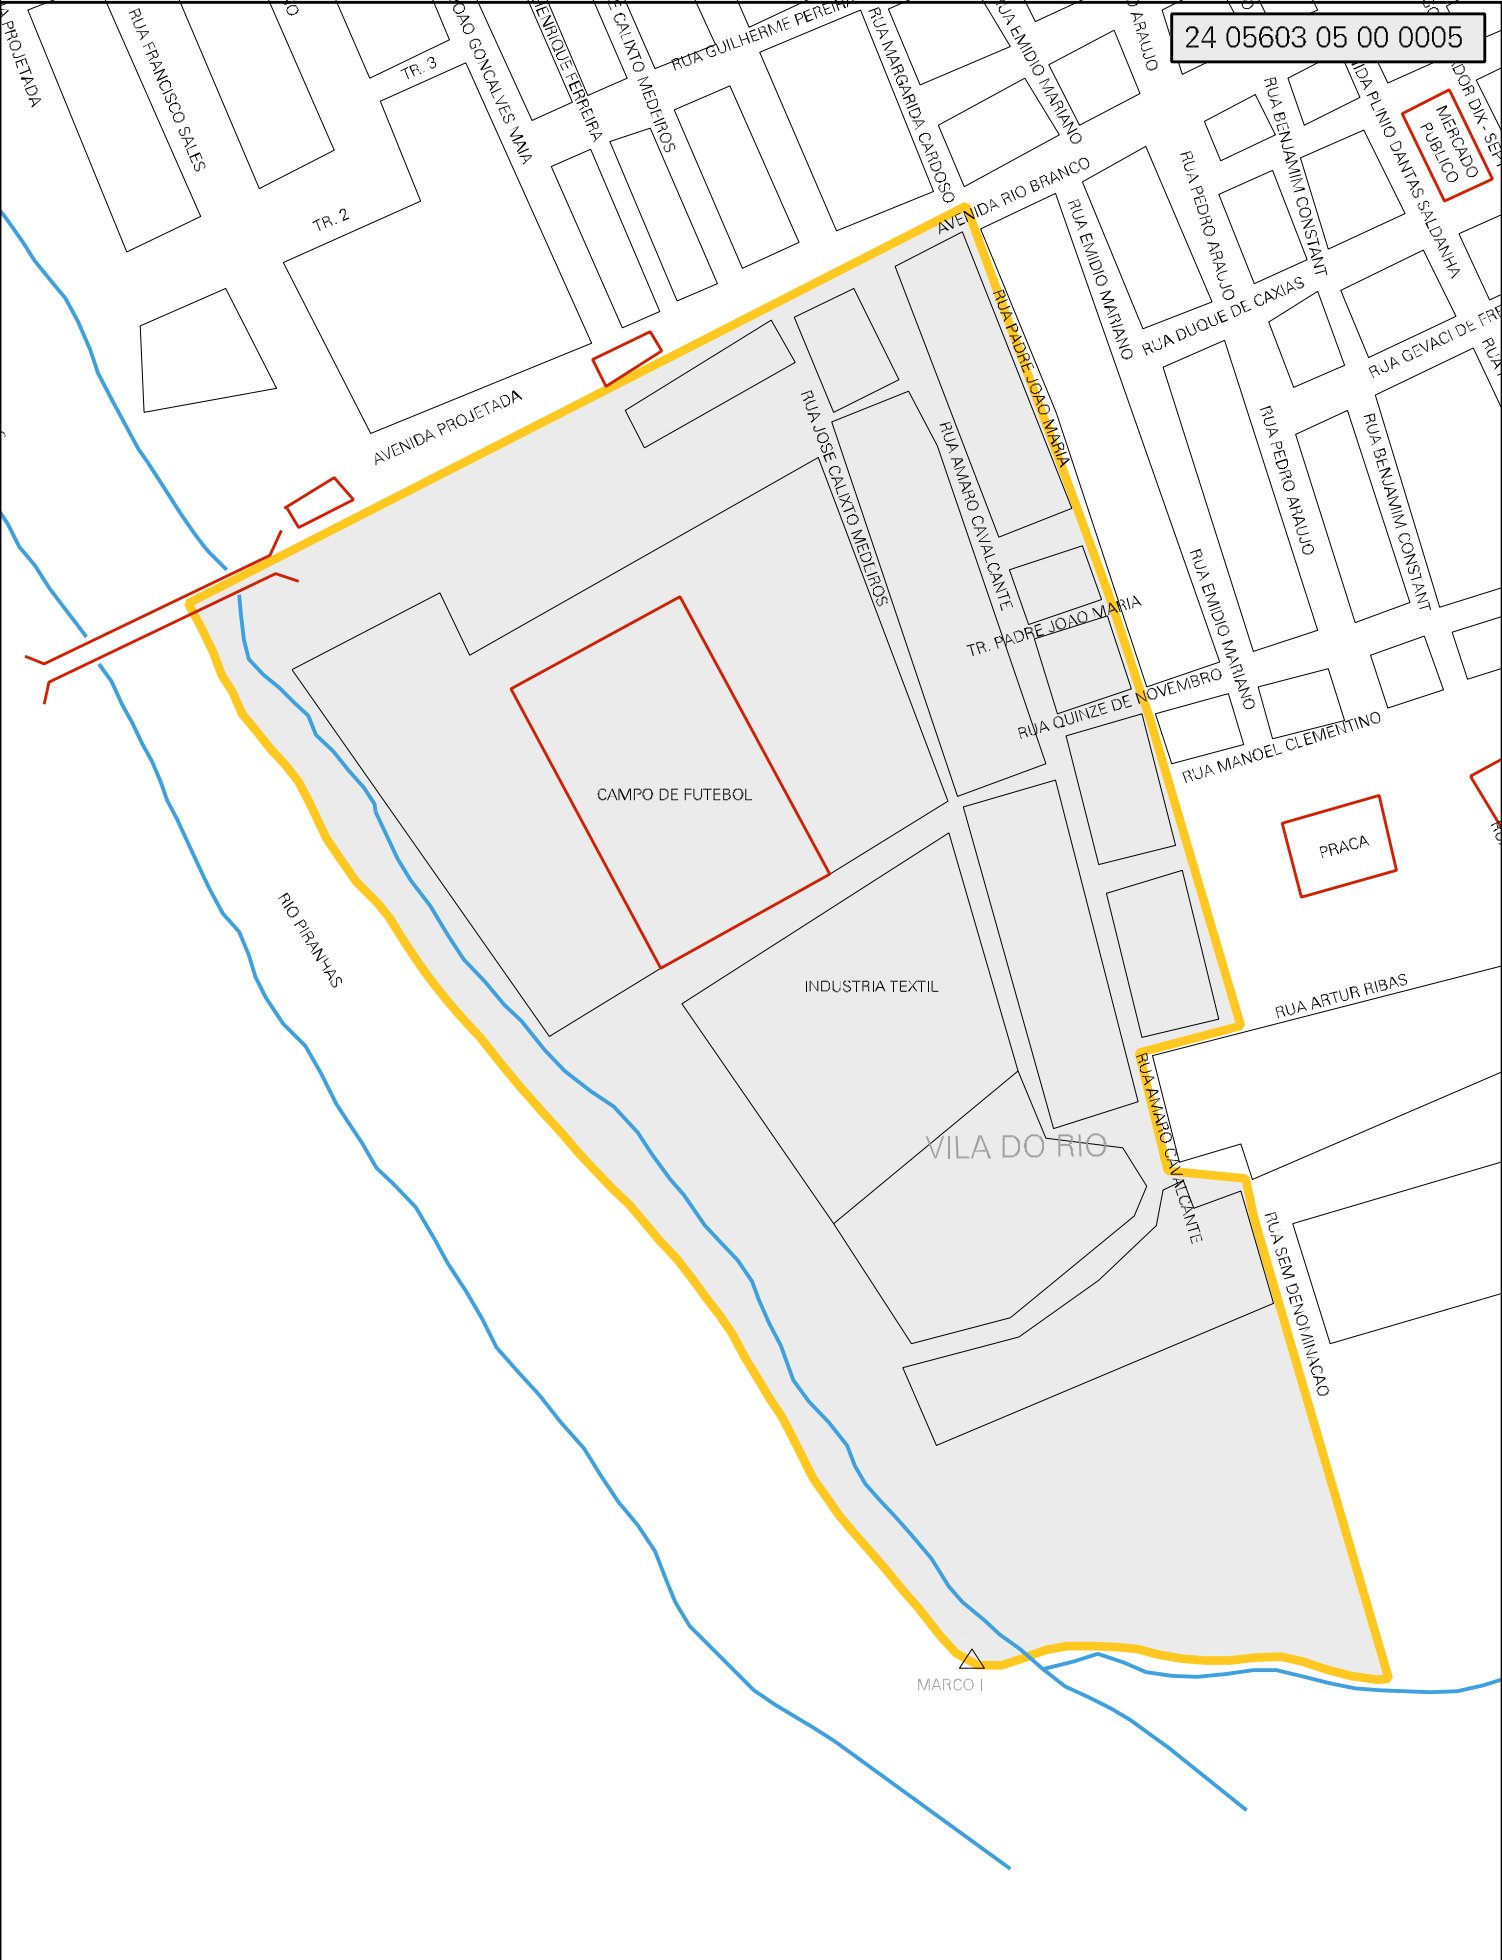 24 05603 05 00 0005
RUA FRANCISCO SALES
TR. 3
TR. 2
RUA GUILHERME PEREIRA
RUA MARGARIDA CARDOSO
RUA EMIDIO MARIANO
AVENIDA RIO BRANCO
RUA EMIDIO MARIANO
RUA PEDRO ARAUJO
RUA BENJAMIM CONSTANT
MERCADO
PUBLICO
RUA DUQUE DE CAXIAS
AVENIDA PROJETADA
RUA PADRE JOAO MARIA
RUA JOSE CALIXTO MEDEIROS
RUA AMARO CAVALCANTE
RUA PEDRO ARAUJO
RUA BENJAMIM CONSTANT
RUA EMIDIO MARIANO
TR. PADRE JOAO MARIA
RUA QUINZE DE NOVEMBRO
RUA MANOEL CLEMENTINO
CAMPO DE FUTEBOL
PRACA
RIO PIRANHAS
INDUSTRIA TEXTIL
RUA ARTUR RIBAS
RUA AMARO CAVALCANTE
VILA DO RIO
RUA SEM DENOMINACAO
MARCO I